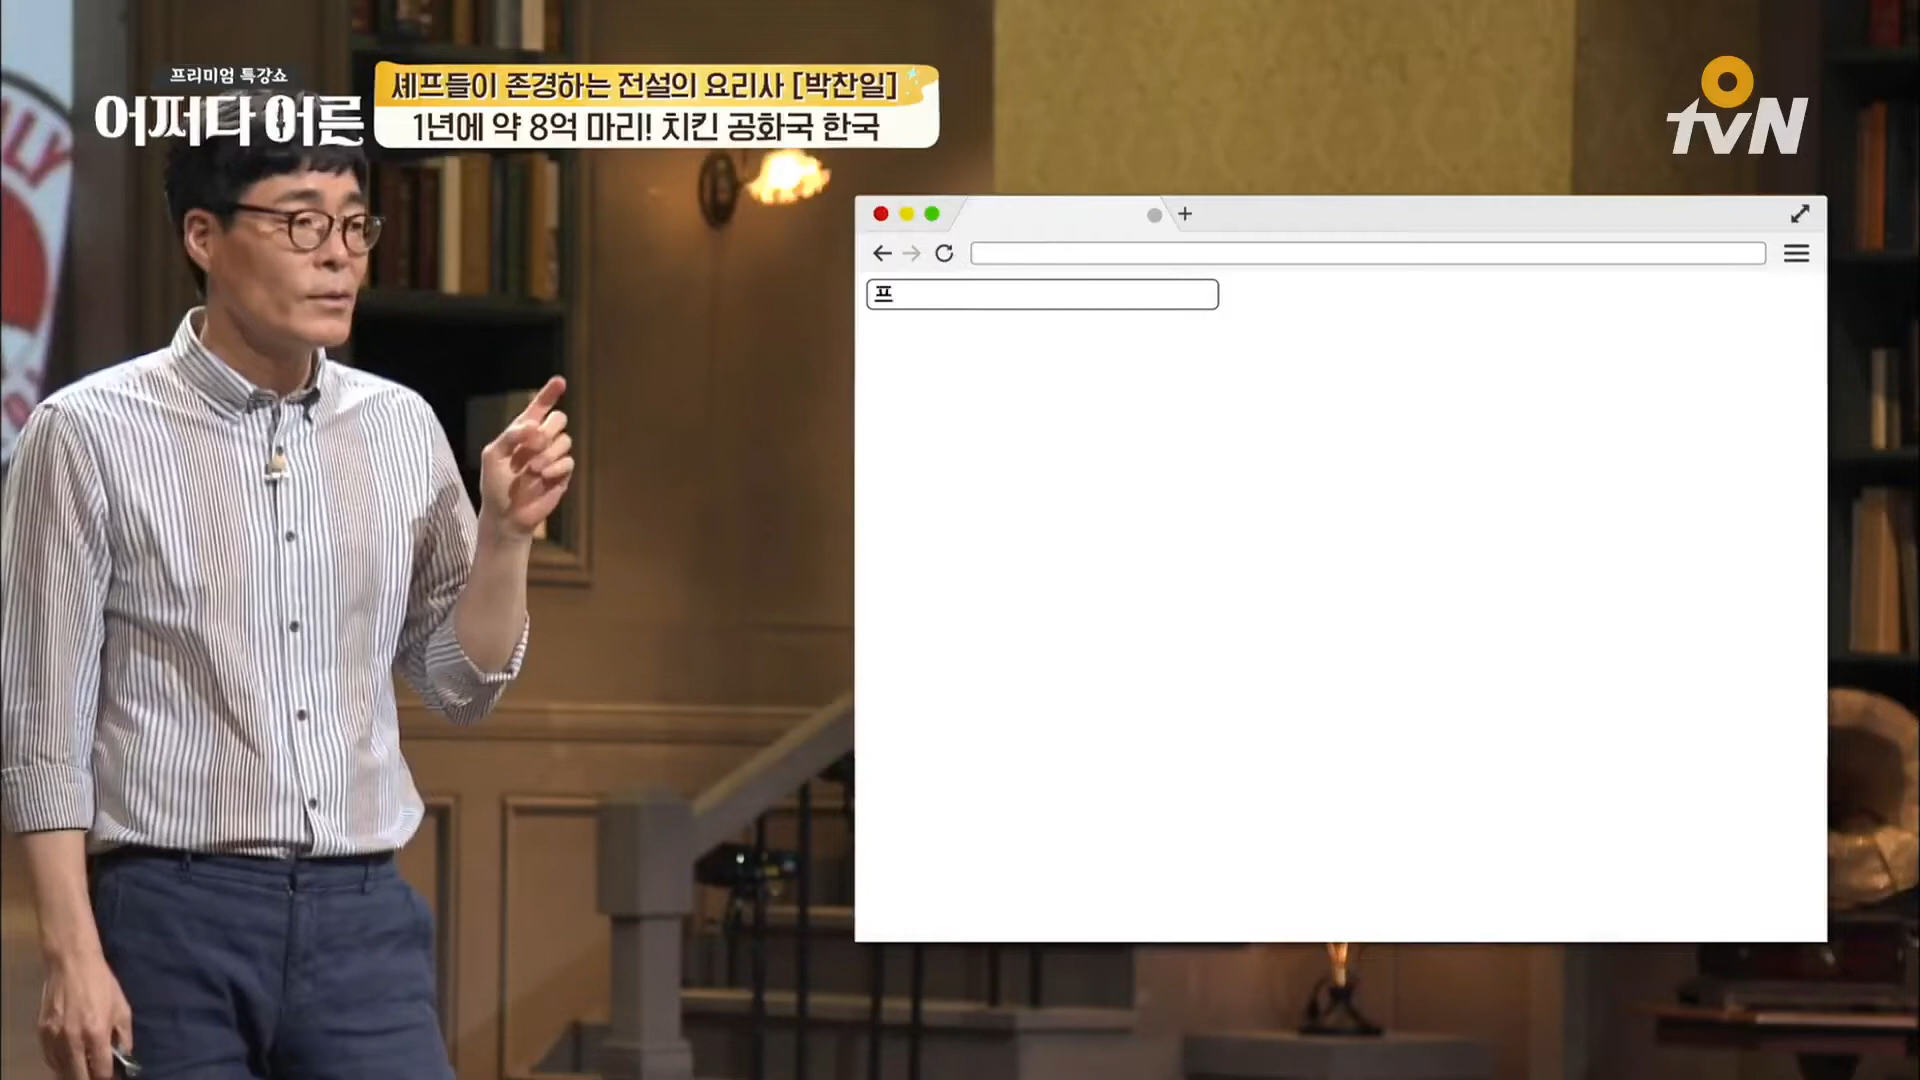 프리미엄 특강쇼
어쩌다 어른
셰프들이 존경하는 전설의 요리사 [박찬일]
1년에 약 8억 마리! 치킨 공화국 한국
tvN
프